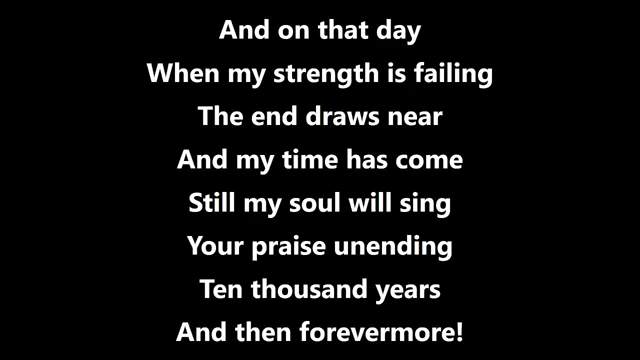 And on that day
When my strength is failing
The end draws near
And my time has come
Still my soul will sing
Your praise unending
Ten thousand years
And then forevermore!